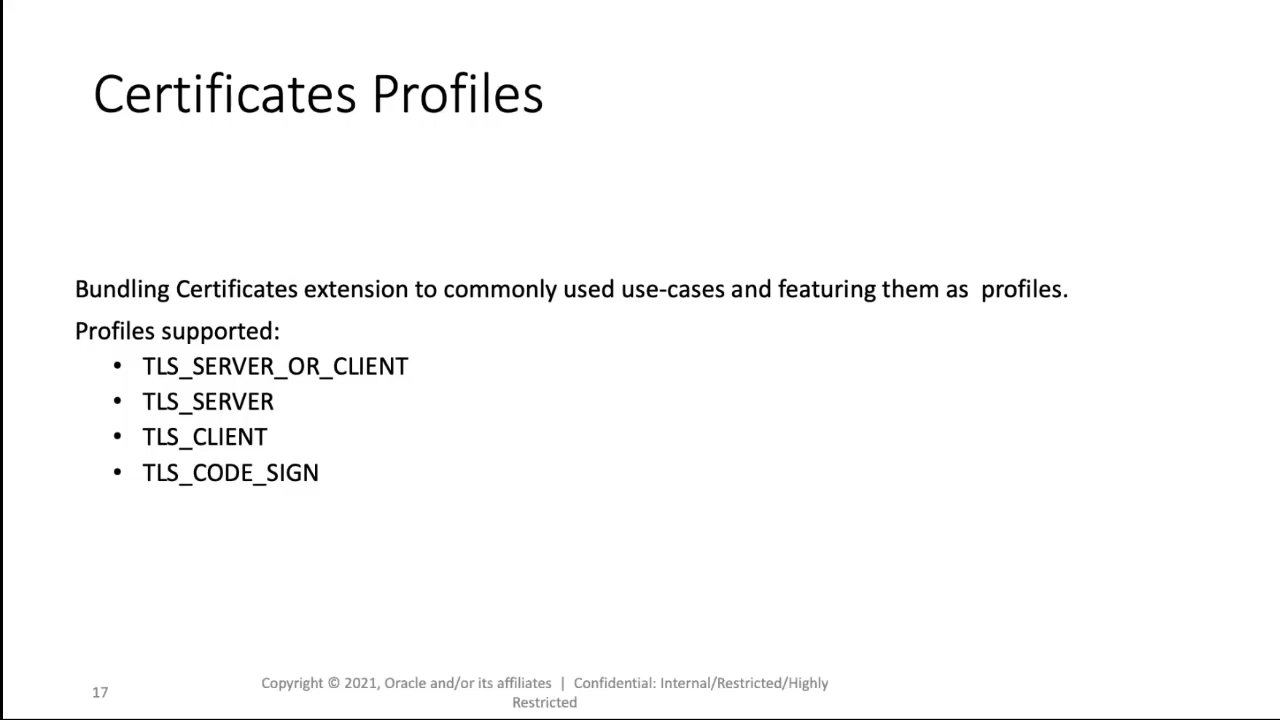 Certificates Profiles
Bundling Certificates extension to commonly used use-cases and featuring them as  profiles.
Profiles supported:
• TLS_SERVER_OR_CLIENT
• TLS_SERVER
• TLS_CLIENT
• TLS_CODE_SIGN
17
Copyright © 2021, Oracle and/or its affiliates | Confidential: Internal/Restricted/Highly
Restricted